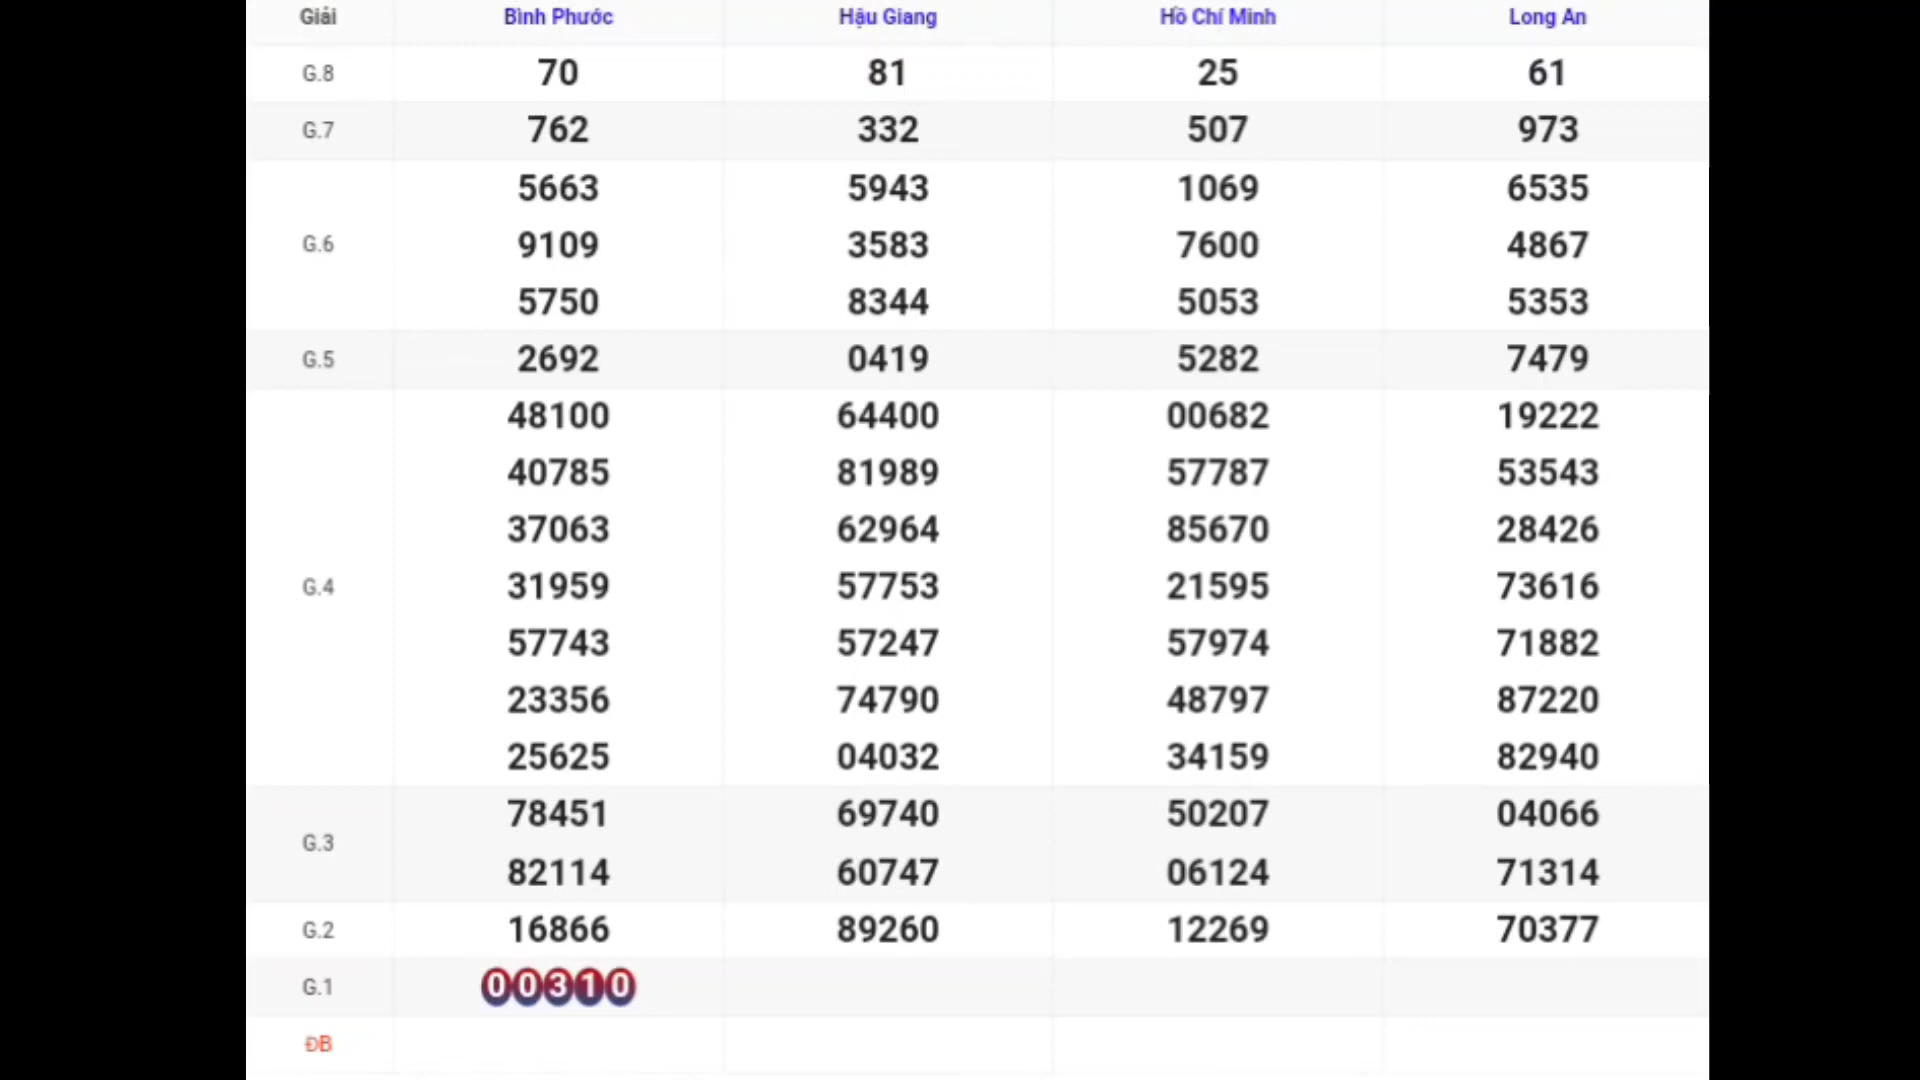 Giải Bình Phước Hậu Giang Hồ Chí Minh Long An
G.8 70 81 25 61
G.7 762 332 507 973
5663 5943 1069 6535
G.6 9109 3583 7600 4867
5750 8344 5053 5353
G.5 2692 0419 5282 7479
48100 64400 00682 19222
40785 81989 57787 53543
37063 62964 85670 28426
G.4 31959 57753 21595 73616
57743 57247 57974 71882
23356 74790 48797 87220
25625 04032 34159 82940
G.3 78451 69740 50207 04066
82114 60747 06124 71314
G.2 16866 89260 12269 70377
G.1 00310
ĐB